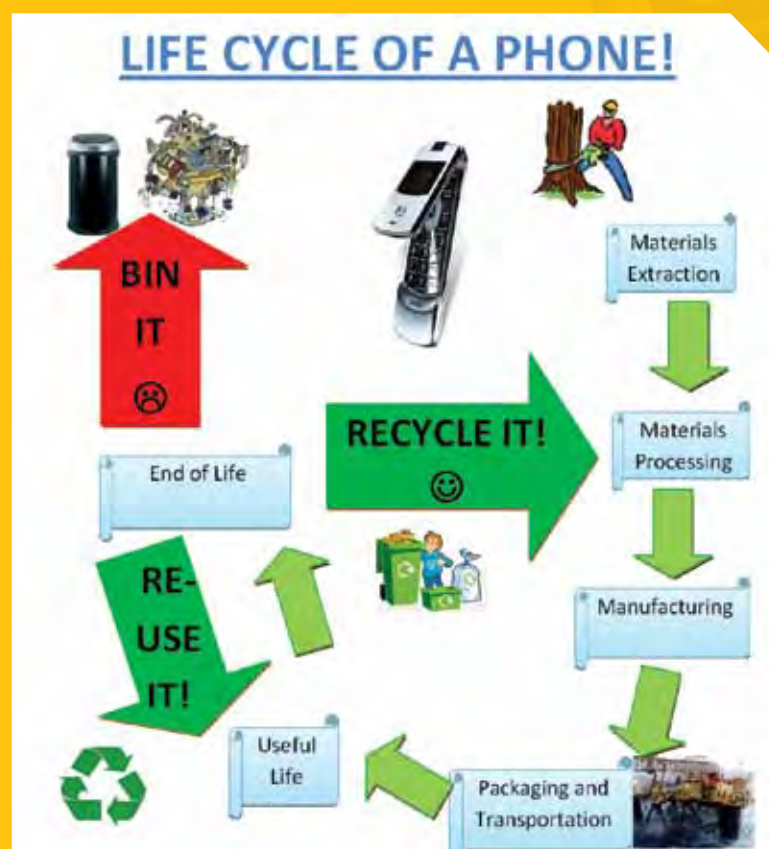 LIFE CYCLE OF A PHONE!
Materials
Extraction
BIN
IT
RECYCLE IT!
Materials
Processing
End of Life
RE-
USE
IT!
Manufacturing
Useful
Life
Packaging and
Transportation